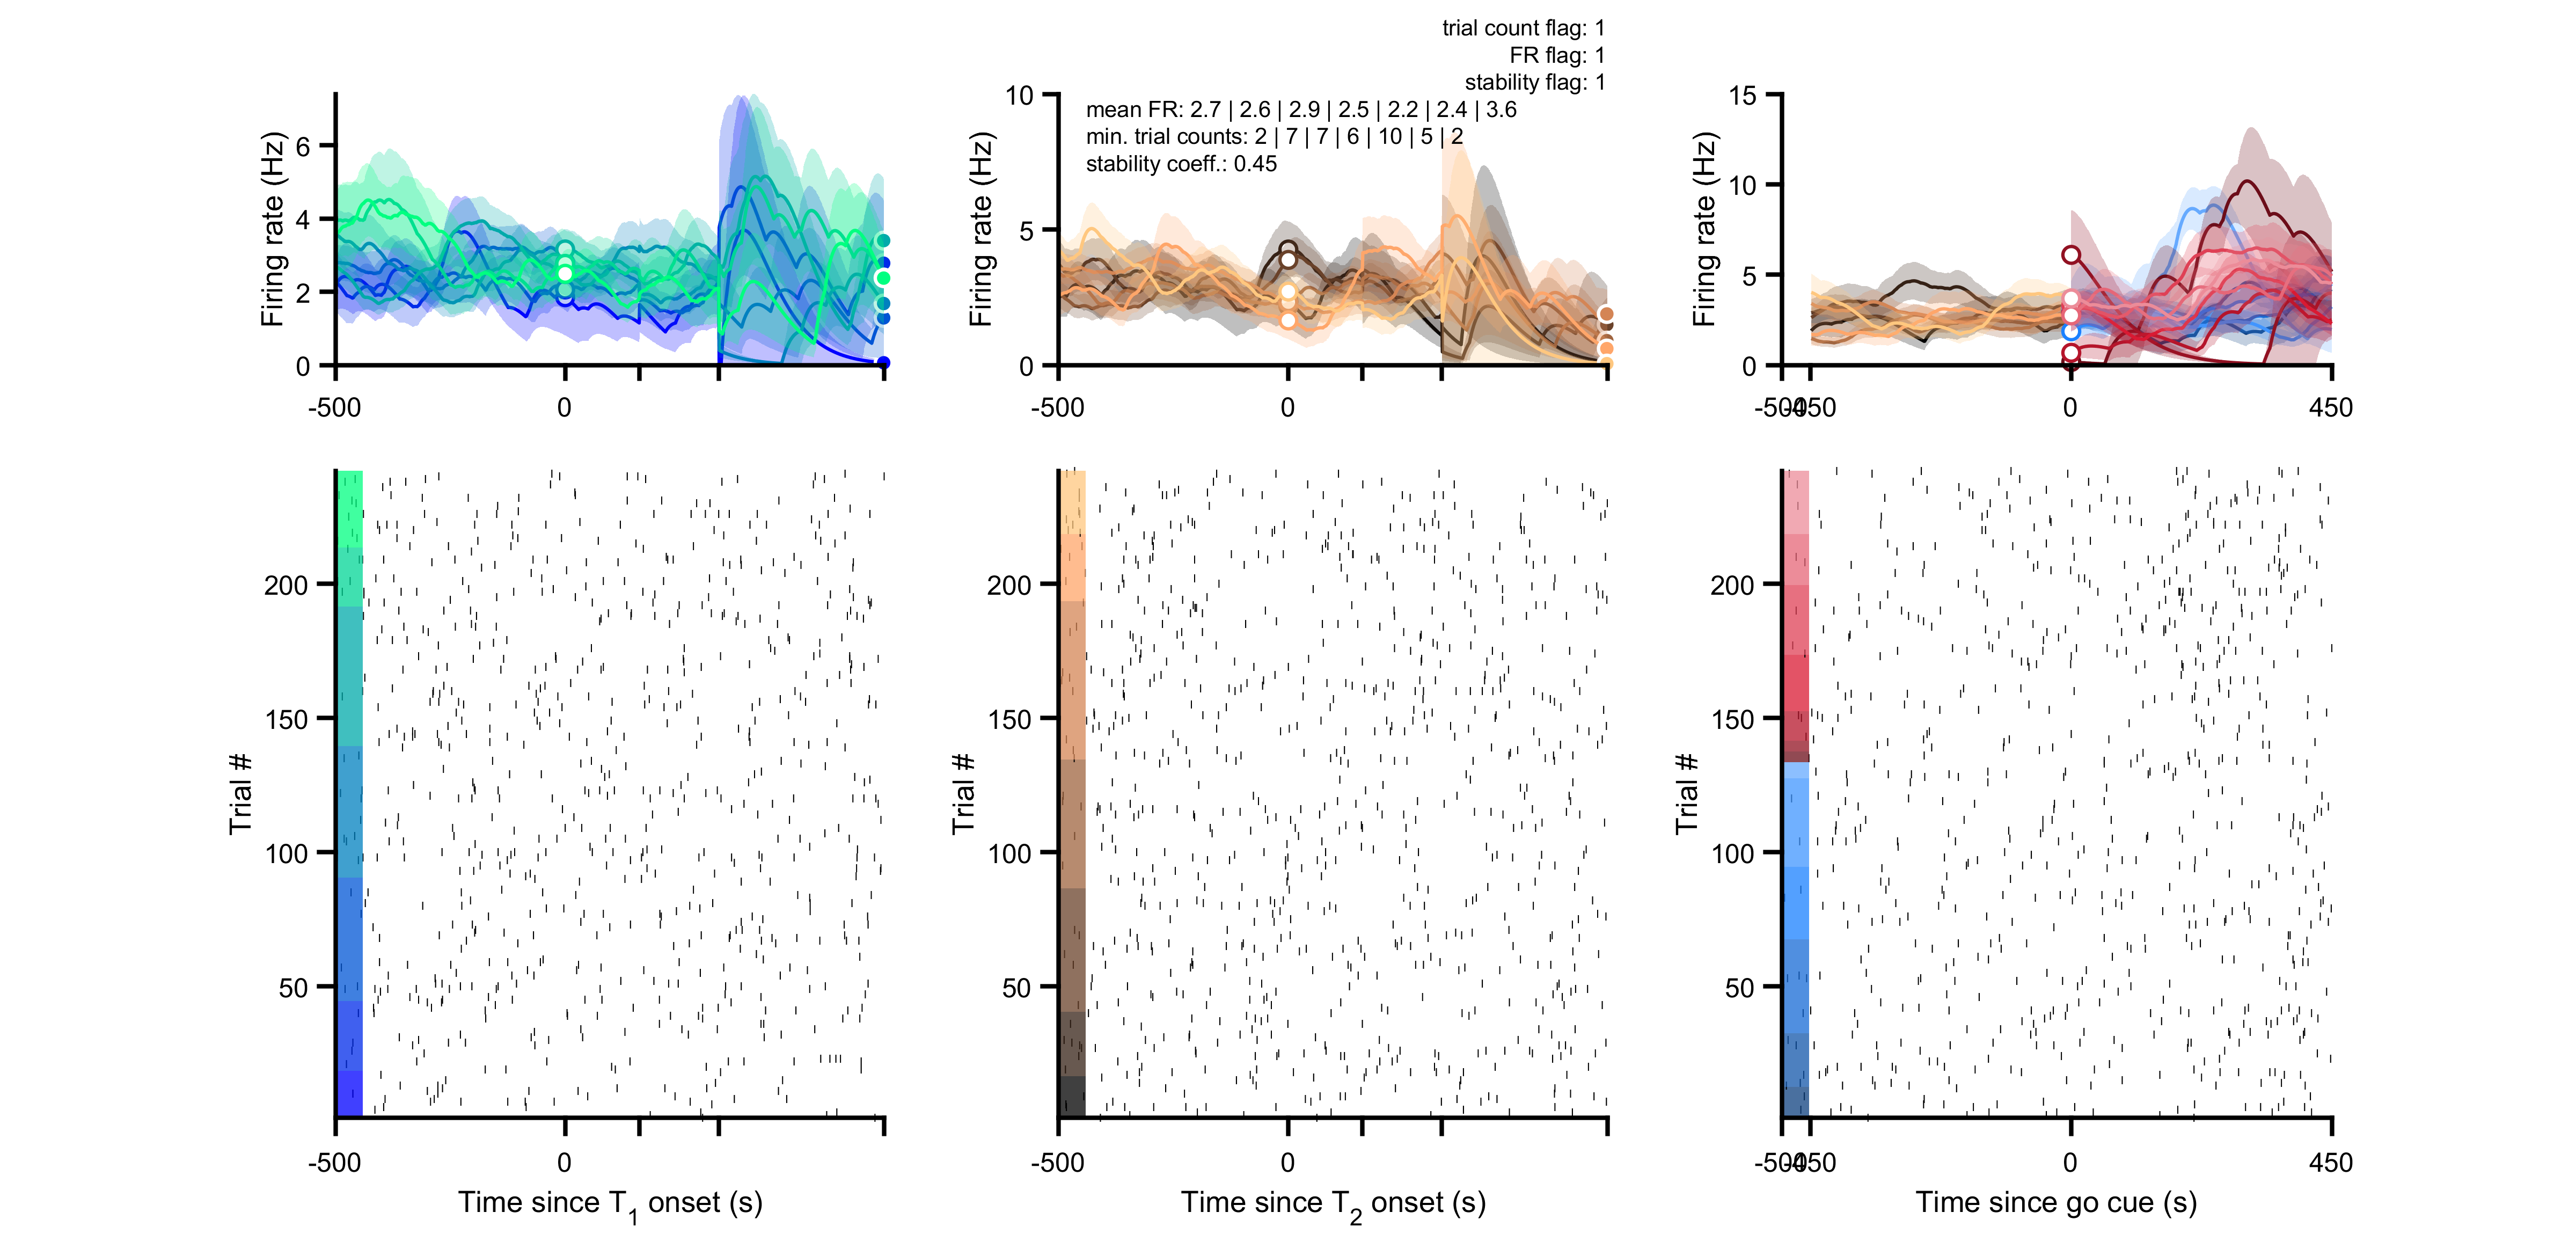 trial count flag: 1
FR flag: 1
stability flag: 1
mean FR: 2.7 | 2.6 | 2.9 | 2.5 | 2.2 | 2.4 | 3.6
min. trial counts: 2 | 7 | 7 | 6 | 10 | 5 | 2
stability coeff.: 0.45
Firing rate (Hz)
6
4
2
0
-500
0
Firing rate (Hz)
10
5
0
-500
0
Firing rate (Hz)
15
10
5
0
-500
-450
0
450
Trial #
200
150
100
50
-500
0
Time since T1 onset (s)
Trial #
200
150
100
50
-500
0
Time since T2 onset (s)
Trial #
200
150
100
50
-500
-450
0
450
Time since go cue (s)